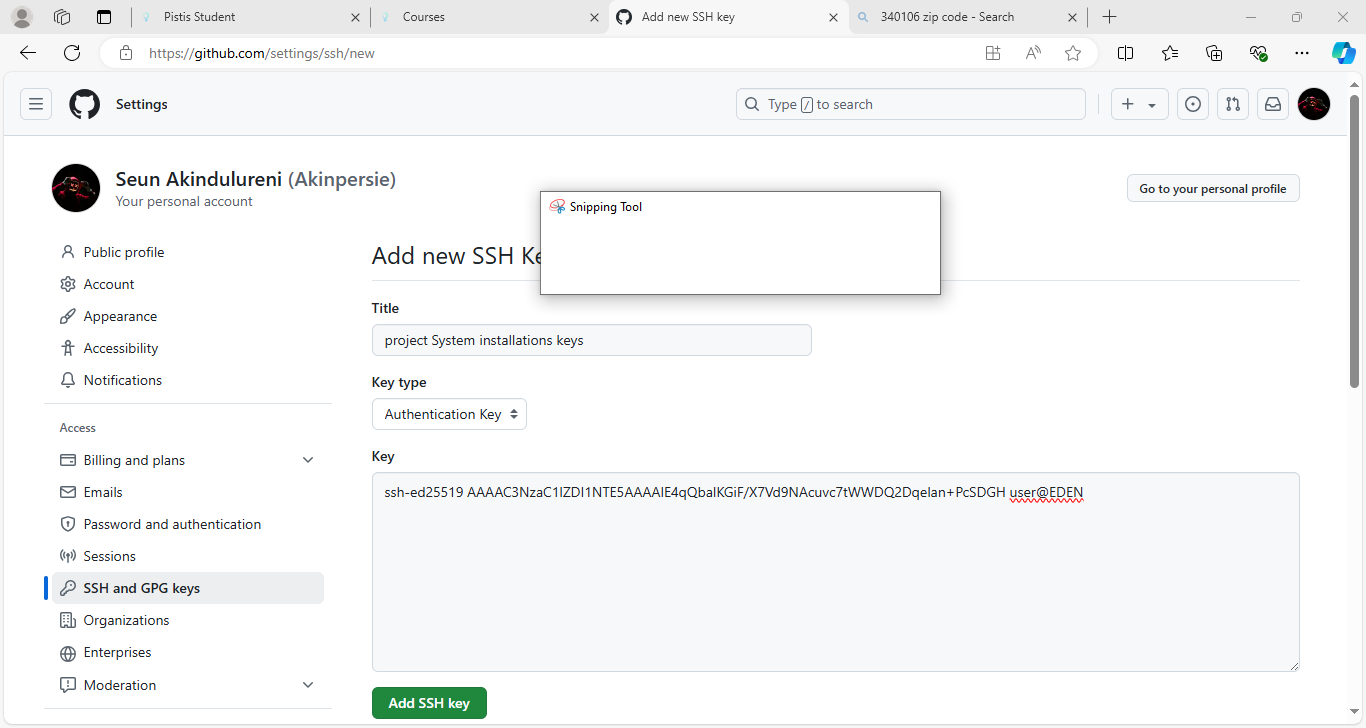 Pistis Student
Courses
Add new SSH key
340106 zip code - Search
https://github.com/settings/ssh/new
Settings
Type / to search
Seun Akindulureni (Akinpersie)
Your personal account
Go to your personal profile
Snipping Tool
Public profile
Account
Appearance
Accessibility
Notifications
Access
Billing and plans
Emails
Password and authentication
Sessions
SSH and GPG keys
Organizations
Enterprises
Moderation
Add new SSH Ke
Title
project System installations keys
Key type
Authentication Key
Key
ssh-ed25519 AAAAC3NzaC1lZDI1NTE5AAAAIE4qQbalKGiF/X7Vd9NAcuvc7tWWDQ2Dqelan+PcSDGH user@EDEN
Add SSH key